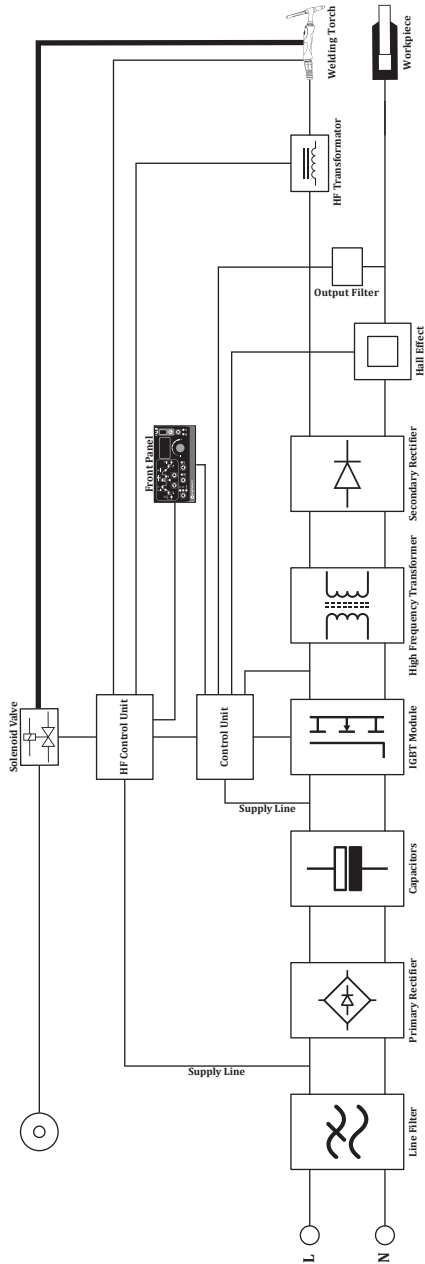 Solenoid Valve
Welding Torch
Workpiece
HF Transformator
Output Filter
Hall Effect
Front Panel
Secondary Rectifier
High Frequency Transformer
HF Control Unit
Control Unit
IGBT Module
Supply Line
Capacitors
Primary Rectifier
Supply Line
Line Filter
L
N